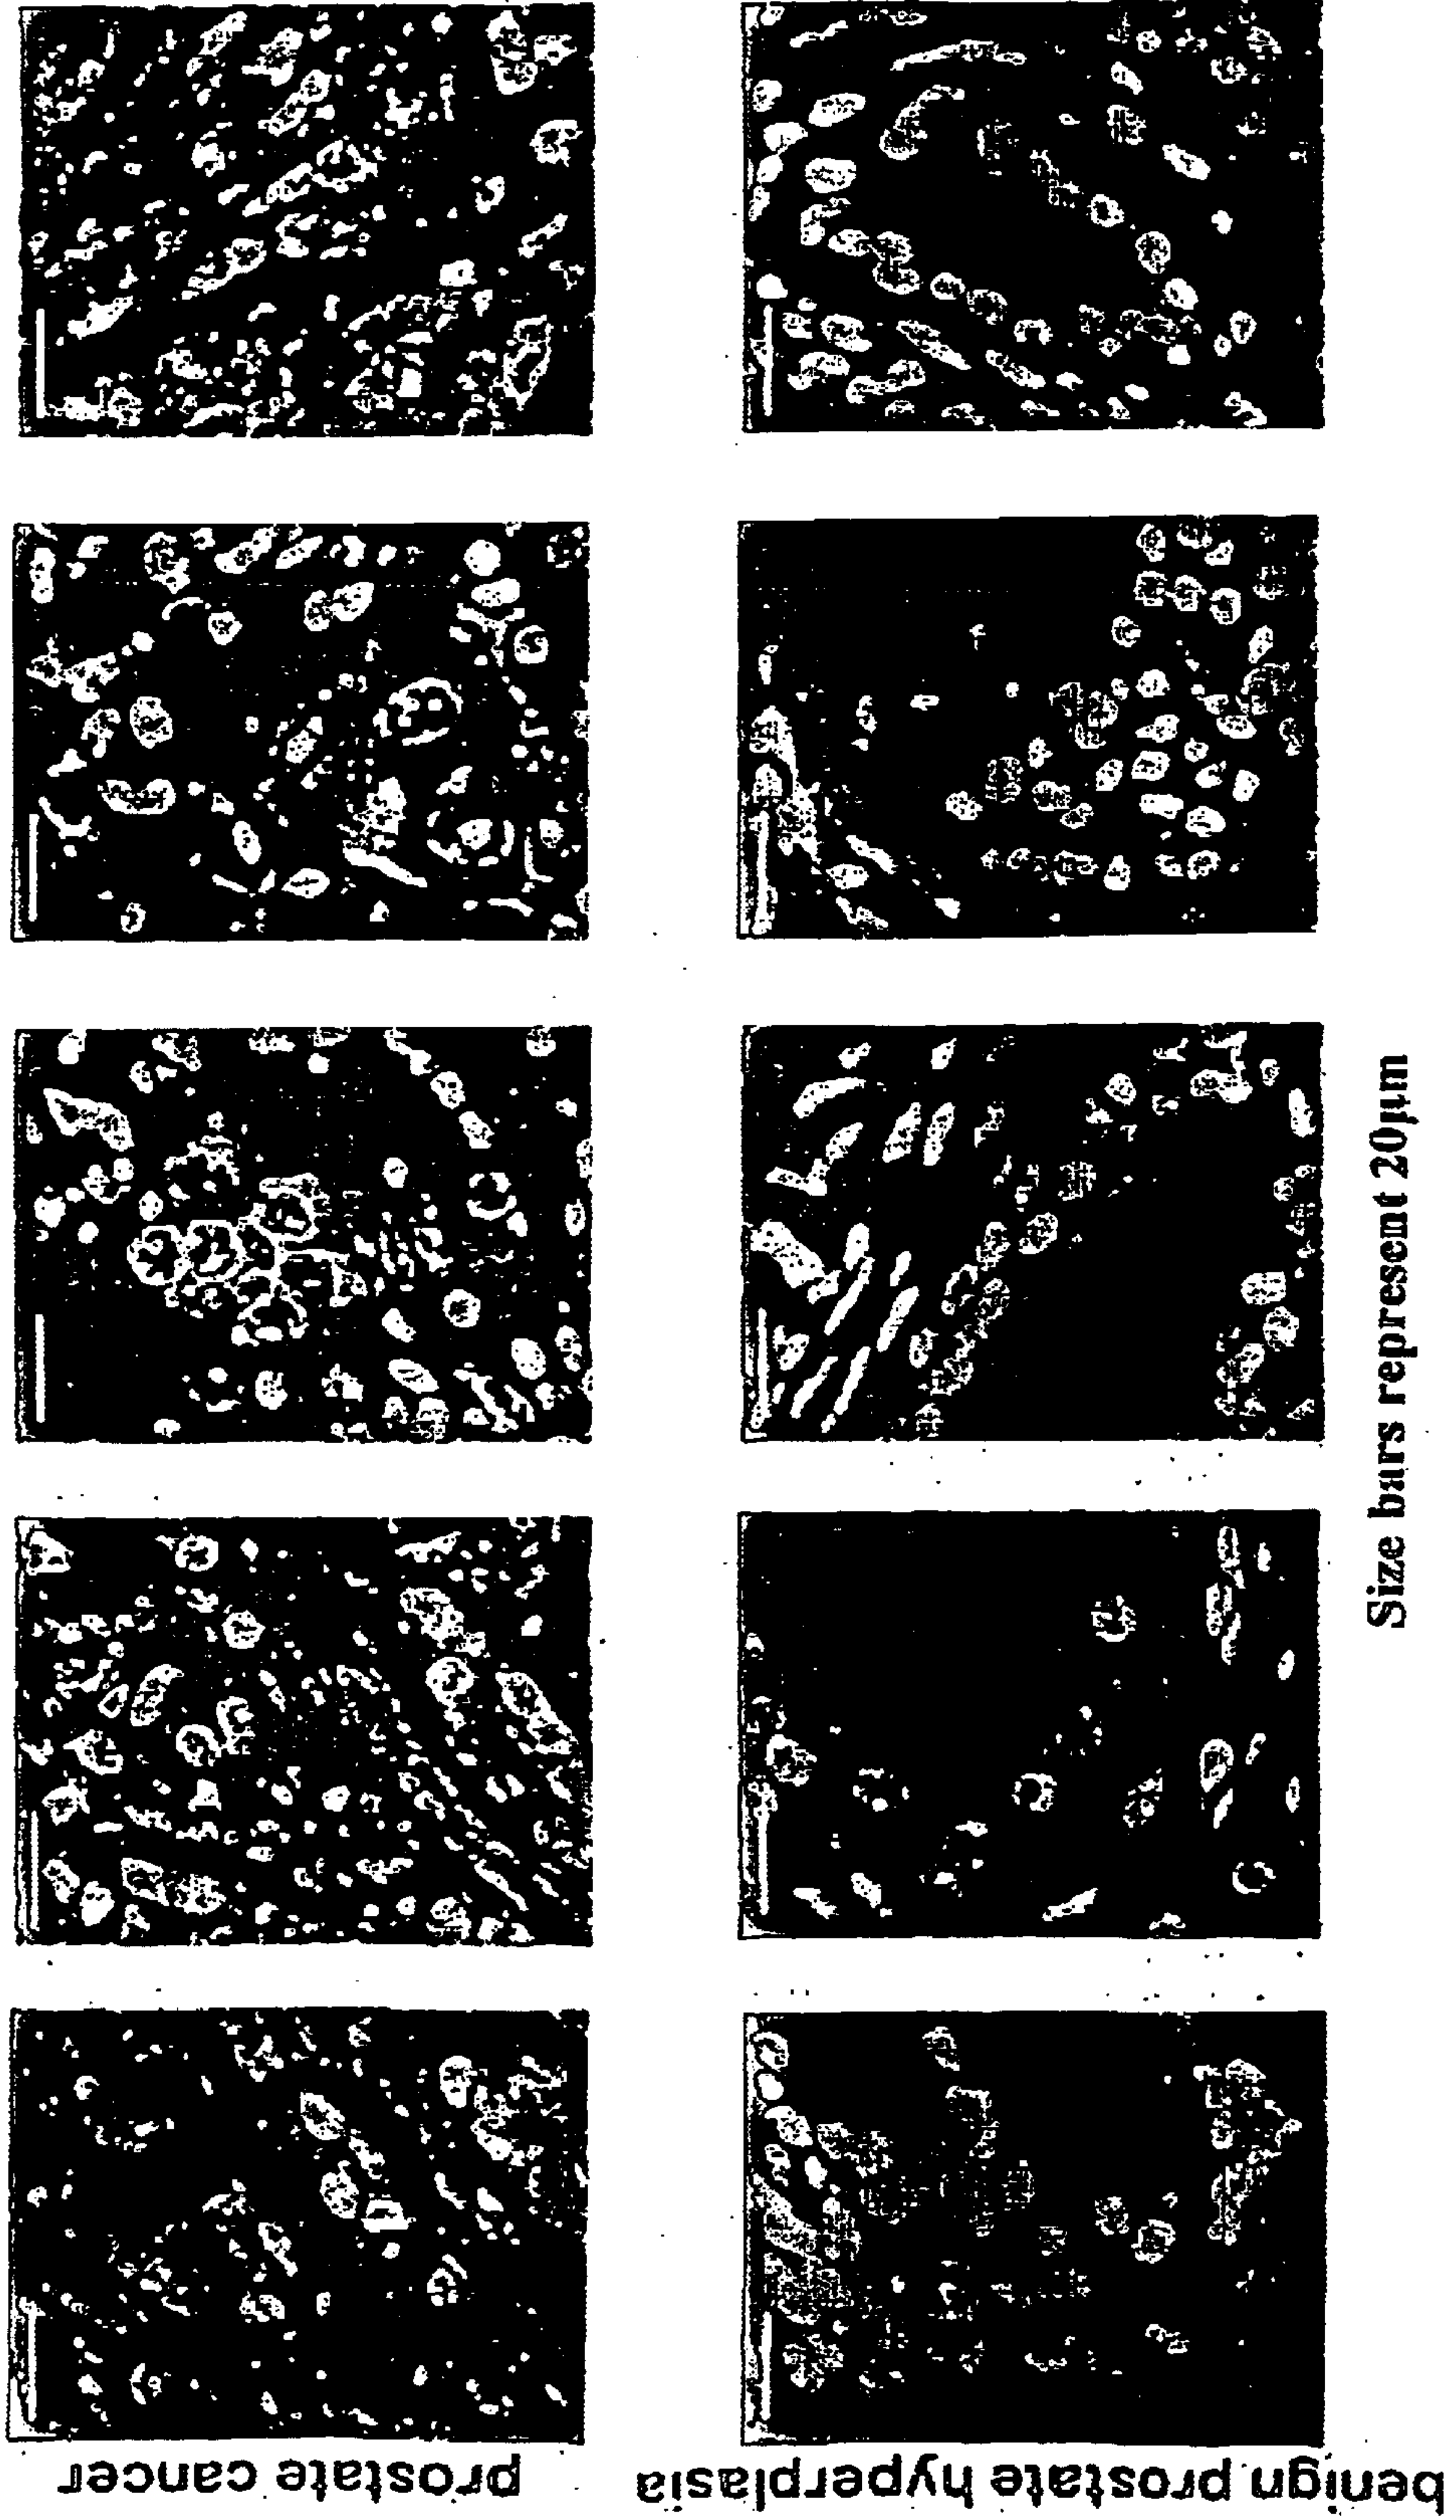 prostate cancer
benign prostate hyperplasia
Size bars represent 20µm